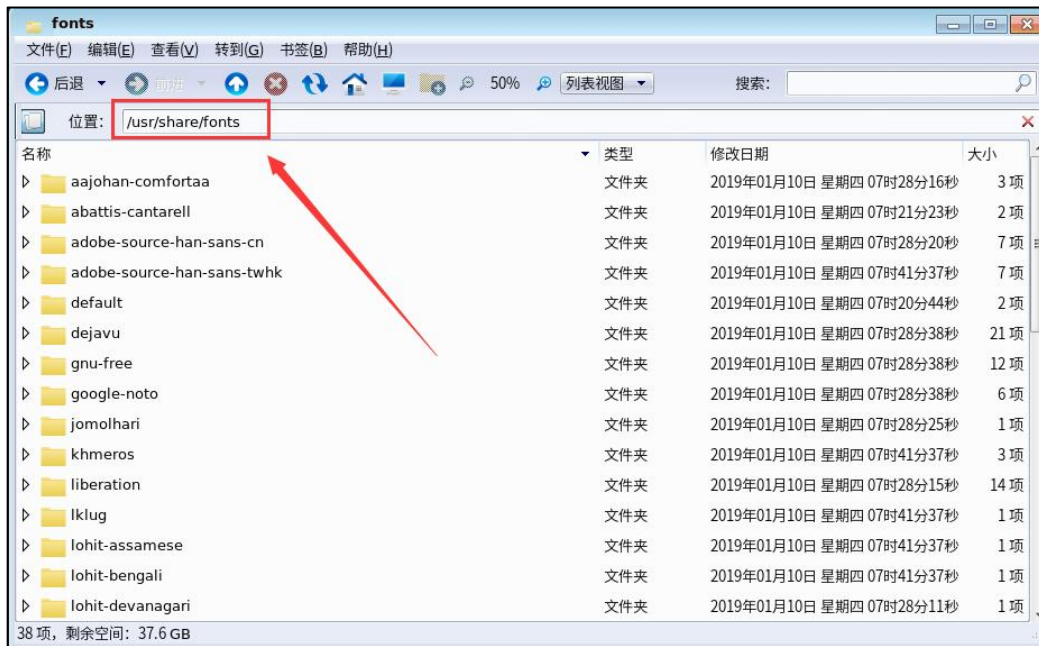 fonts
文件(F) 编辑(E) 查看(V) 转到(G) 书签(B) 帮助(H)
后退 50% 列表视图 搜索:
位置: /usr/share/fonts
名称 类型 修改日期 大小
aajohan-comfortaa 文件夹 2019年01月10日 星期四 07时28分16秒 3 项
abattis-cantarell 文件夹 2019年01月10日 星期四 07时21分23秒 2 项
adobe-source-han-sans-cn 文件夹 2019年01月10日 星期四 07时28分20秒 7 项
adobe-source-han-sans-twhk 文件夹 2019年01月10日 星期四 07时41分37秒 7 项
default 文件夹 2019年01月10日 星期四 07时20分44秒 2 项
dejavu 文件夹 2019年01月10日 星期四 07时28分38秒 21 项
gnu-free 文件夹 2019年01月10日 星期四 07时28分38秒 12 项
google-noto 文件夹 2019年01月10日 星期四 07时28分38秒 6 项
jomolhari 文件夹 2019年01月10日 星期四 07时28分25秒 1 项
khmeros 文件夹 2019年01月10日 星期四 07时41分37秒 3 项
liberation 文件夹 2019年01月10日 星期四 07时28分15秒 14 项
lklug 文件夹 2019年01月10日 星期四 07时41分37秒 1 项
lohit-assamese 文件夹 2019年01月10日 星期四 07时41分37秒 1 项
lohit-bengali 文件夹 2019年01月10日 星期四 07时41分37秒 1 项
lohit-devanagari 文件夹 2019年01月10日 星期四 07时28分11秒 1 项
38 项，剩余空间：37.6 GB